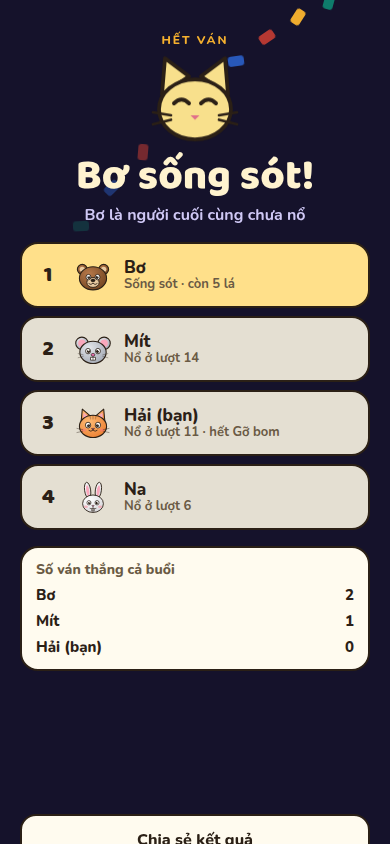 HẾT VÁN
Bơ sống sót!
Bơ là người cuối cùng chưa nổ
1
Bơ
Sống sót · còn 5 lá
2
Mít
Nổ ở lượt 14
3
Hải (bạn)
Nổ ở lượt 11 · hết Gỡ bom
4
Na
Nổ ở lượt 6
Số ván thắng cả buổi
Bơ 2
Mít 1
Hải (bạn) 0
Chia sẻ kết quả